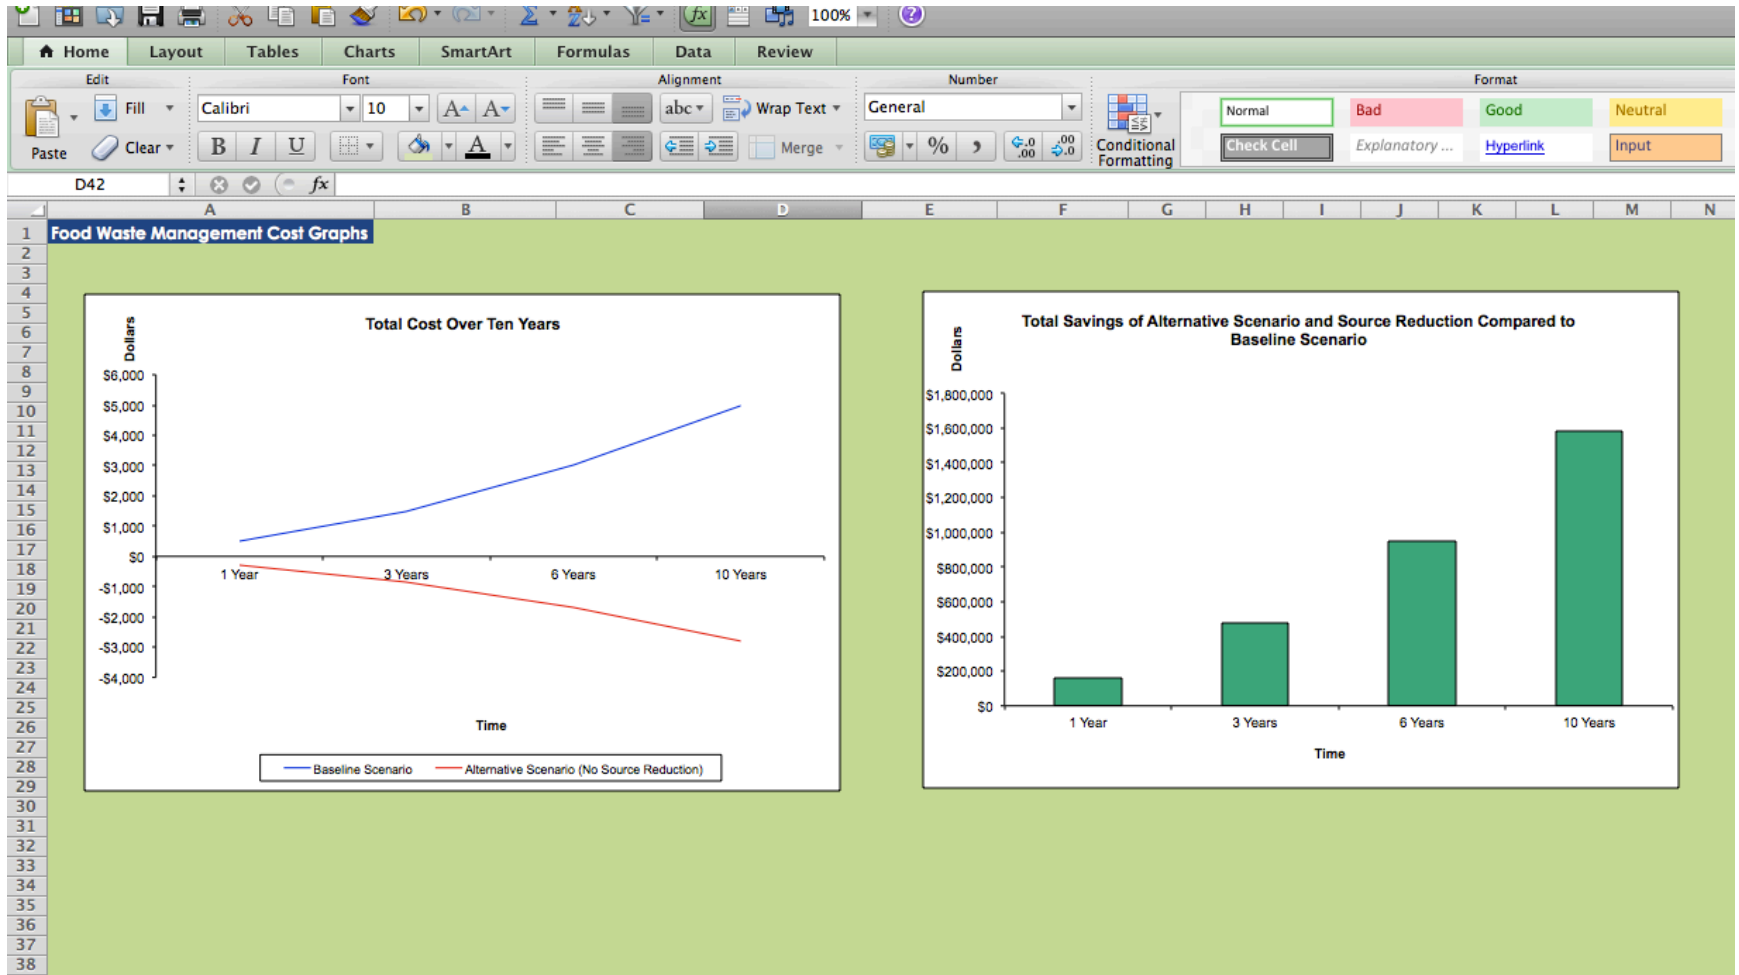 100%
Home Layout Tables Charts SmartArt Formulas Data Review
Edit Font Alignment Number Format
Paste
Fill
Clear
Calibri 10 A A
B I U A
abc Wrap Text
Merge
General
% , .0 .00 .00 .0
Conditional
Formatting
Normal Bad Good Neutral
Check Cell Explanatory ... Hyperlink Input
D42 fx
A B C D E F G H I J K L M N
1
2
3
4
5
6
7
8
9
10
11
12
13
14
15
16
17
18
19
20
21
22
23
24
25
26
27
28
29
30
31
32
33
34
35
36
37
38
Food Waste Management Cost Graphs
Total Cost Over Ten Years
Dollars
$6,000
$5,000
$4,000
$3,000
$2,000
$1,000
$0
-$1,000
-$2,000
-$3,000
-$4,000
1 Year 3 Years 6 Years 10 Years
Time
Baseline Scenario Alternative Scenario (No Source Reduction)
Total Savings of Alternative Scenario and Source Reduction Compared to
Baseline Scenario
Dollars
$1,800,000
$1,600,000
$1,400,000
$1,200,000
$1,000,000
$800,000
$600,000
$400,000
$200,000
$0
1 Year 3 Years 6 Years 10 Years
Time